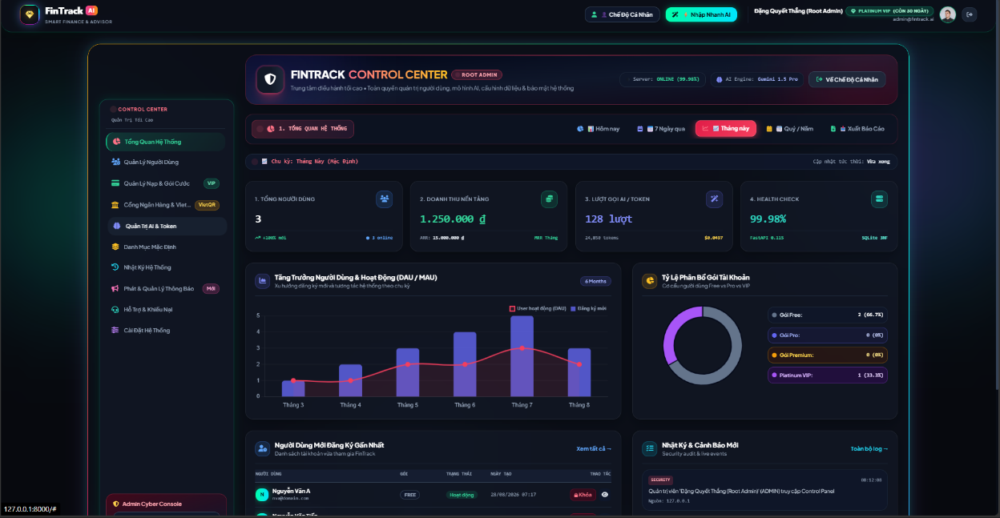 FinTrack AI
SMART FINANCE & ADVISOR
Chế Độ Cá Nhân
Nhập Nhanh AI
Đặng Quyết Thắng (Root Admin)
PLATINUM VIP (CÒN 30 NGÀY)
admin@fintrack.ai
CONTROL CENTER
Quản Trị Tối Cao
Tổng Quan Hệ Thống
Quản Lý Người Dùng
Quản Lý Nạp & Gói Cước VIP
Cổng Ngân Hàng & Viet... VietQR
Quản Trị AI & Token
Danh Mục Mặc Định
Nhật Ký Hệ Thống
Phát & Quản Lý Thông Báo Mới
Hỗ Trợ & Khiếu Nại
Cài Đặt Hệ Thống
Admin Cyber Console
FINTRACK CONTROL CENTER ROOT ADMIN
Trung tâm điều hành tối cao • Toàn quyền quản trị người dùng, mô hình AI, cấu hình dữ liệu & bảo mật hệ thống
Server: ONLINE (99.98%)
AI Engine: Gemini 1.5 Pro
Về Chế Độ Cá Nhân
1. TỔNG QUAN HỆ THỐNG
Hôm nay
7 Ngày qua
Tháng này
Quý / Năm
Xuất Báo Cáo
Chu kỳ: Tháng Này (Mặc Định)
Cập nhật tức thời: Vừa xong
1. TỔNG NGƯỜI DÙNG
3
+100% mới
3 online
2. DOANH THU NỀN TẢNG
1.250.000 ₫
ARR: 15.000.000 ₫
MRR Tháng
3. LƯỢT GỌI AI / TOKEN
128 lượt
24,850 tokens
$0.0497
4. HEALTH CHECK
99.98%
FastAPI 0.115
SQLite 3NF
Tăng Trưởng Người Dùng & Hoạt Động (DAU / MAU)
Xu hướng đăng ký mới và tương tác hệ thống theo chu kỳ
6 Months
User hoạt động (DAU)
Đăng ký mới
5
4
3
2
1
0
Tháng 3
Tháng 4
Tháng 5
Tháng 6
Tháng 7
Tháng 8
Tỷ Lệ Phân Bổ Gói Tài Khoản
Cơ cấu người dùng Free vs Pro vs VIP
Gói Free: 2 (66.7%)
Gói Pro: 0 (0%)
Gói Premium: 0 (0%)
Platinum VIP: 1 (33.3%)
Người Dùng Mới Đăng Ký Gần Nhất
Danh sách tài khoản vừa tham gia FinTrack
Xem tất cả →
NGƯỜI DÙNG
GÓI
TRẠNG THÁI
NGÀY TẠO
THAO TÁC
N
Nguyễn Văn A
nva@domain.com
FREE
Hoạt động
28/08/2026 07:17
Khóa
Nhật Ký & Cảnh Báo Mới
Security audit & live events
Toàn bộ log →
SECURITY
08:12:00
Quản trị viên 'Đặng Quyết Thắng (Root Admin)' (ADMIN) truy cập Control Panel
Nguồn: 127.0.0.1
127.0.0.1:8000/#